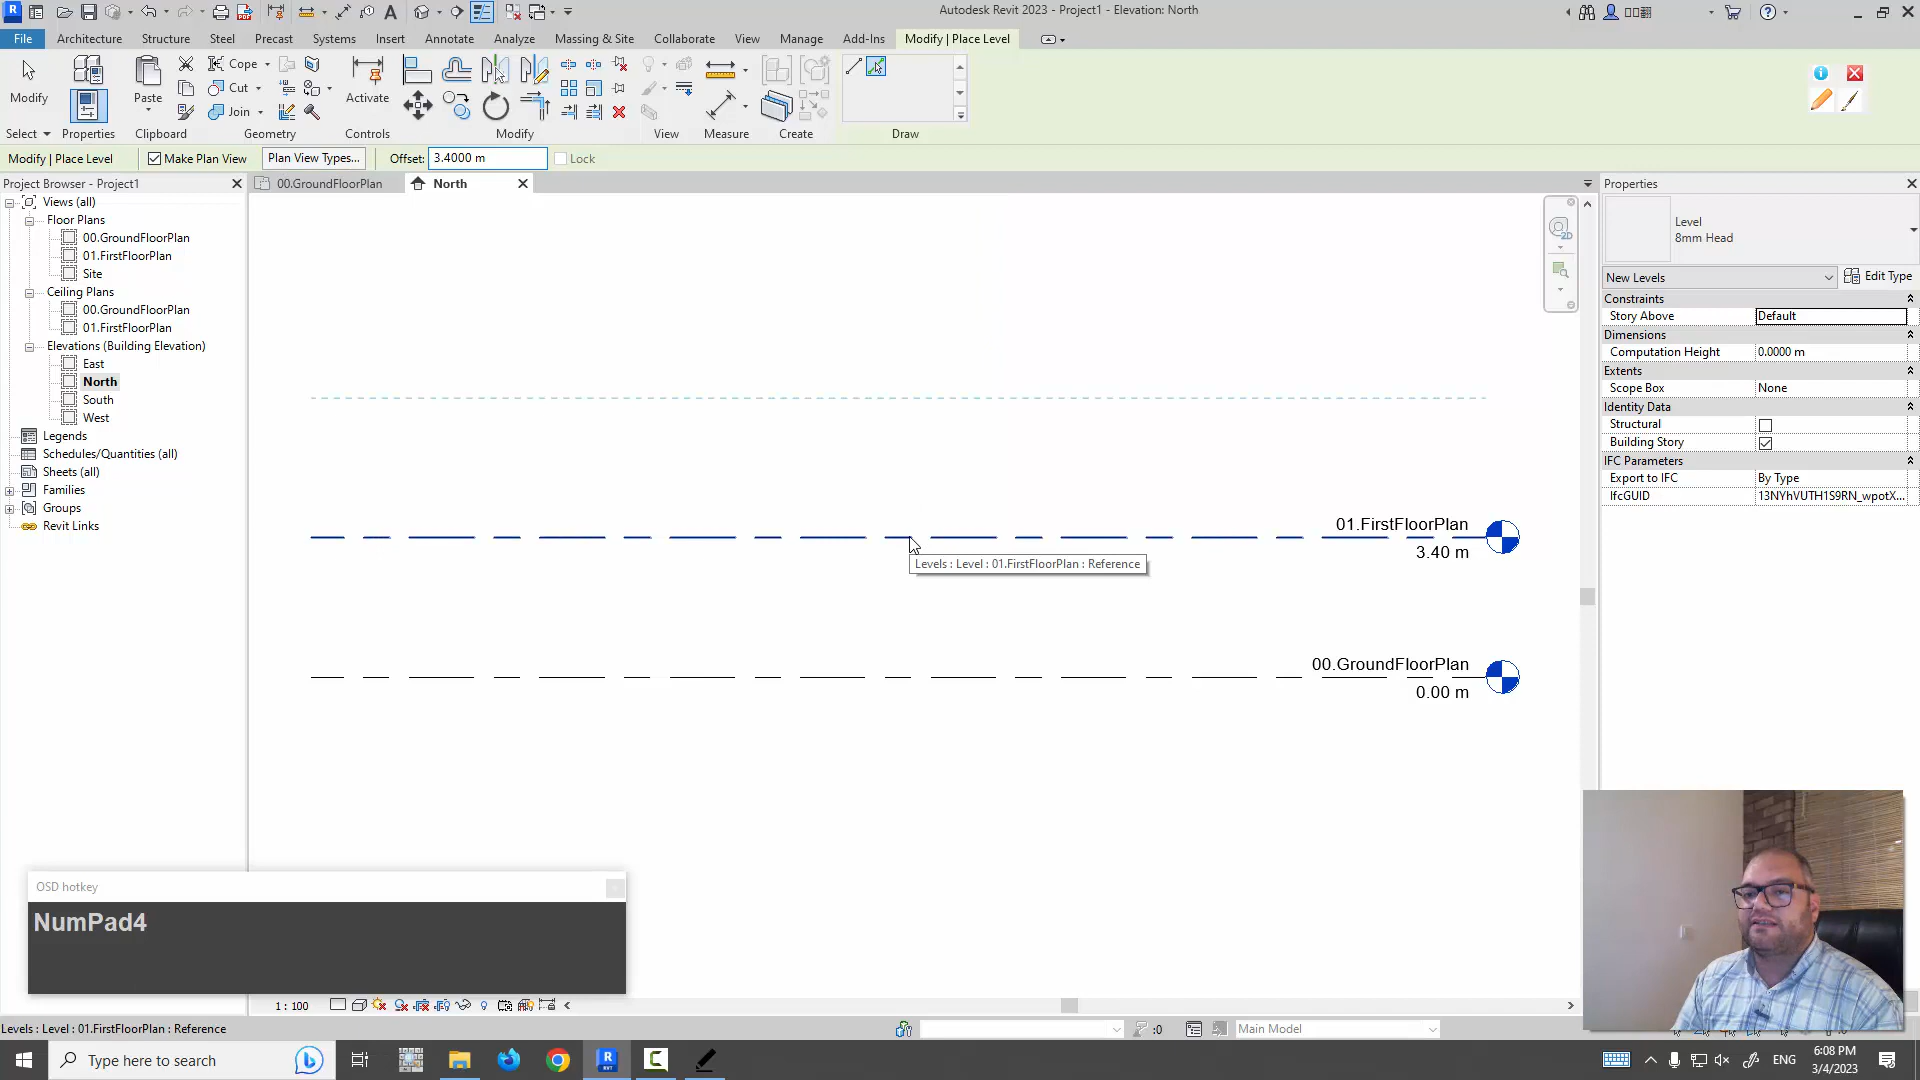 Autodesk Revit 2023 - Project1 - Elevation: North
File Architecture Structure Steel Precast Systems Insert Annotate Analyze Massing & Site Collaborate View Manage Add-Ins Modify | Place Level
Modify
Select
Properties
Paste
Clipboard
Cope
Cut
Join
Geometry
Activate
Controls
Modify
View
Measure
Create
Draw
Modify | Place Level Make Plan View Plan View Types... Offset: 3.4000 m Lock
Project Browser - Project1
00.GroundFloorPlan
North
Properties
Views (all)
Floor Plans
00.GroundFloorPlan
01.FirstFloorPlan
Site
Ceiling Plans
00.GroundFloorPlan
01.FirstFloorPlan
Elevations (Building Elevation)
East
North
South
West
Legends
Schedules/Quantities (all)
Sheets (all)
Families
Groups
Revit Links
2D
01.FirstFloorPlan
3.40 m
Levels : Level : 01.FirstFloorPlan : Reference
00.GroundFloorPlan
0.00 m
Level
8mm Head
New Levels
Edit Type
Constraints
Story Above Default
Dimensions
Computation Height 0.0000 m
Extents
Scope Box None
Identity Data
Structural
Building Story
IFC Parameters
Export to IFC By Type
IfcGUID 13NYhVUTH1S9RN_wpotX...
OSD hotkey
NumPad4
1 : 100
Levels : Level : 01.FirstFloorPlan : Reference
:0
Main Model
Type here to search
ENG
6:08 PM
3/4/2023